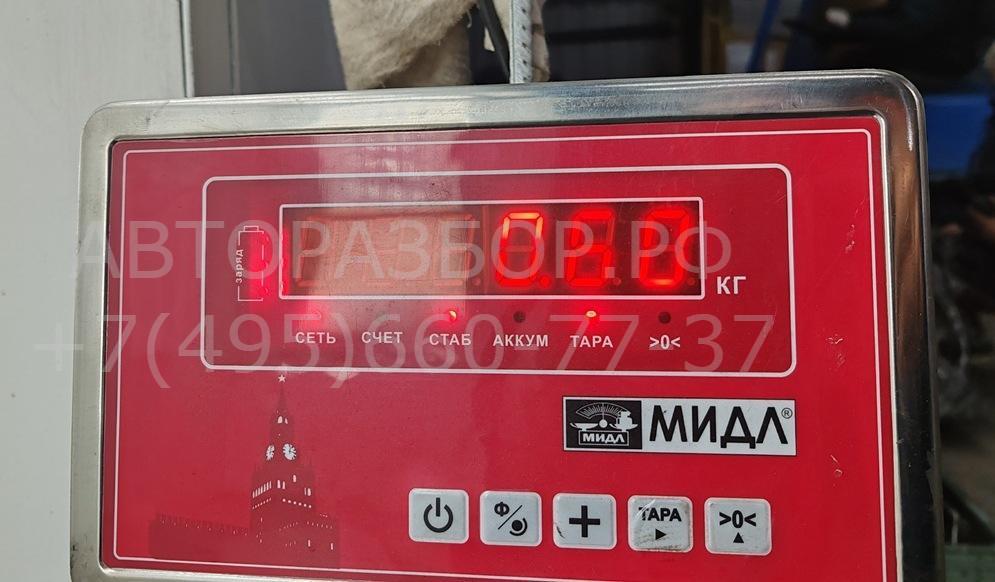 АВТОРАЗБОР.РФ
+7(495)660-77-37
заряд
0.60 КГ
СЕТЬ СЧЕТ СТАБ АККУМ ТАРА >0<
МИДЛ МИДЛ®
Ф
+ ТАРА >0<